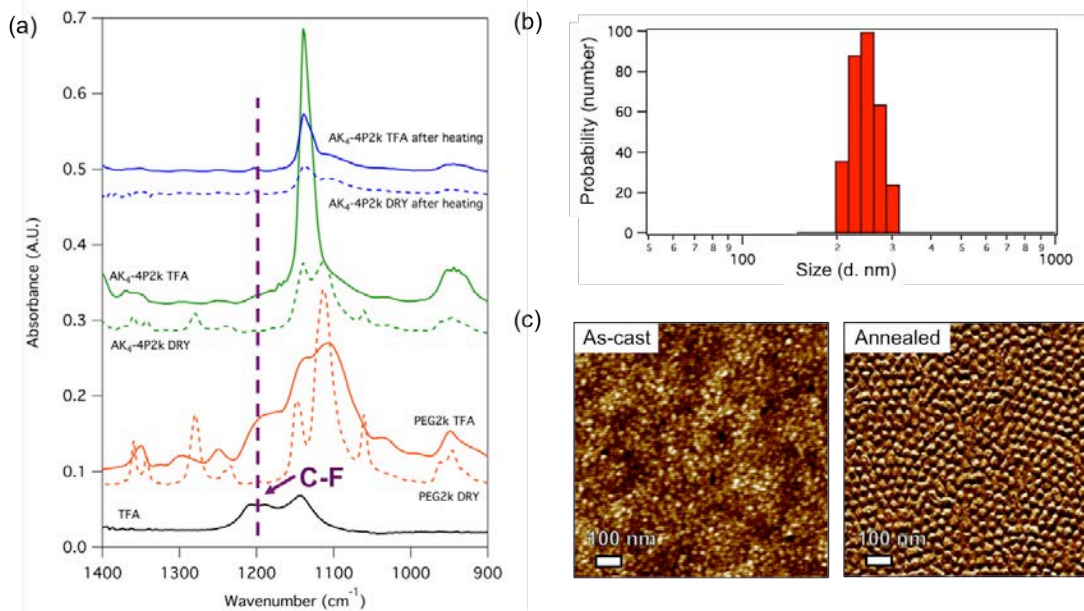 (a)
0.7
0.6
0.5
0.4
0.3
0.2
0.1
0.0
Absorbance (A.U.)
AK₄-4P2k TFA after heating
AK₄-4P2k DRY after heating
AK₄-4P2k TFA
AK₄-4P2k DRY
PEG2k TFA
PEG2k DRY
C-F
TFA
1400 1300 1200 1100 1000 900
Wavenumber (cm⁻¹)
(b)
100
80
60
40
20
0
Probability (number)
5 6 7 8 9 100 2 3 4 5 6 7 8 9 1000
Size (d. nm)
(c)
As-cast
100 nm
Annealed
100 nm